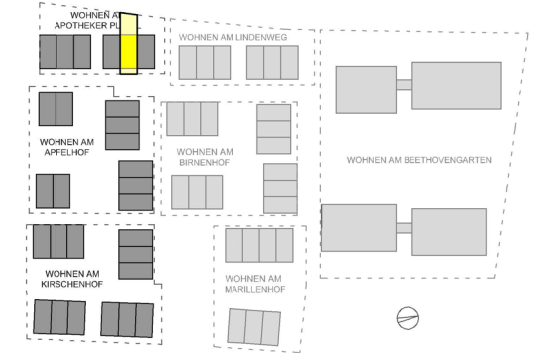 WOHNEN A
APOTHEKER PL
WOHNEN AM LINDENWEG
WOHNEN AM
APFELHOF
WOHNEN AM
BIRNENHOF
WOHNEN AM BEETHOVENGARTEN
WOHNEN AM
KIRSCHENHOF
WOHNEN AM
MARILLENHOF